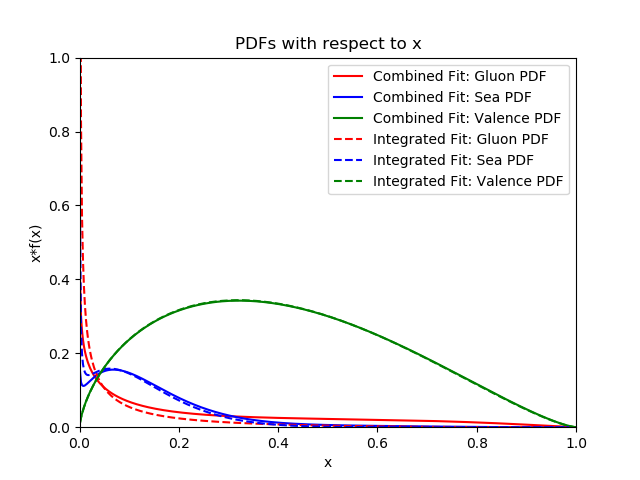 PDFs with respect to x
1.0
0.8
0.6
0.4
0.2
0.0
x*f(x)
Combined Fit: Gluon PDF
Combined Fit: Sea PDF
Combined Fit: Valence PDF
Integrated Fit: Gluon PDF
Integrated Fit: Sea PDF
Integrated Fit: Valence PDF
0.0 0.2 0.4 0.6 0.8 1.0
x